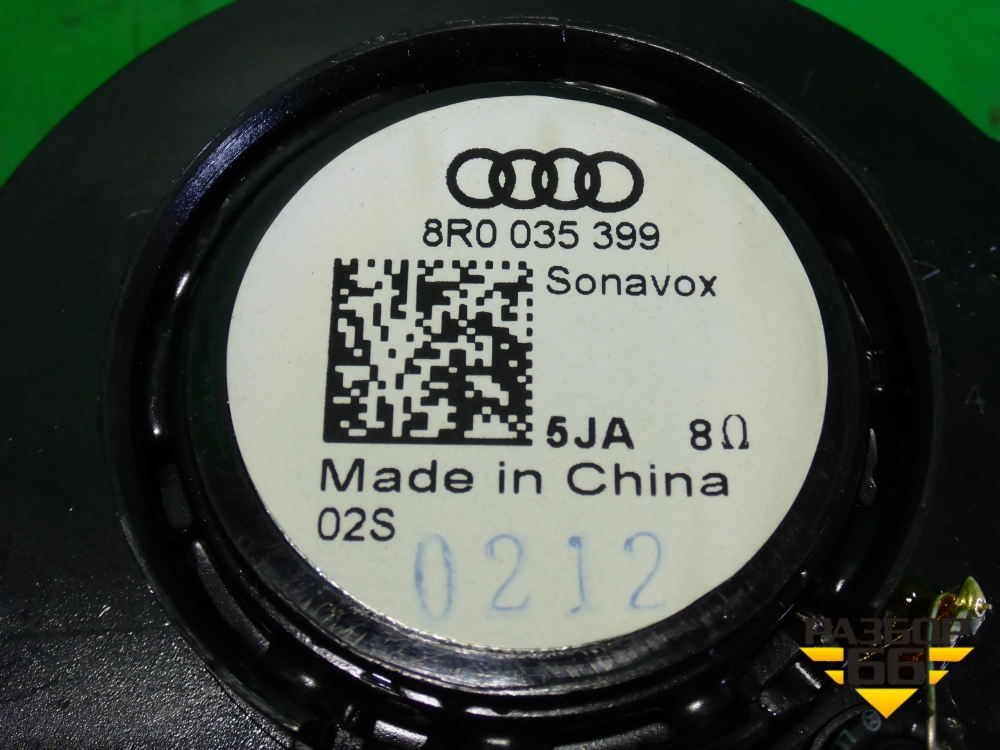 8R0 035 399
Sonavox
5JA 8Ω
Made in China
02S
0212
РАЗБОР
66